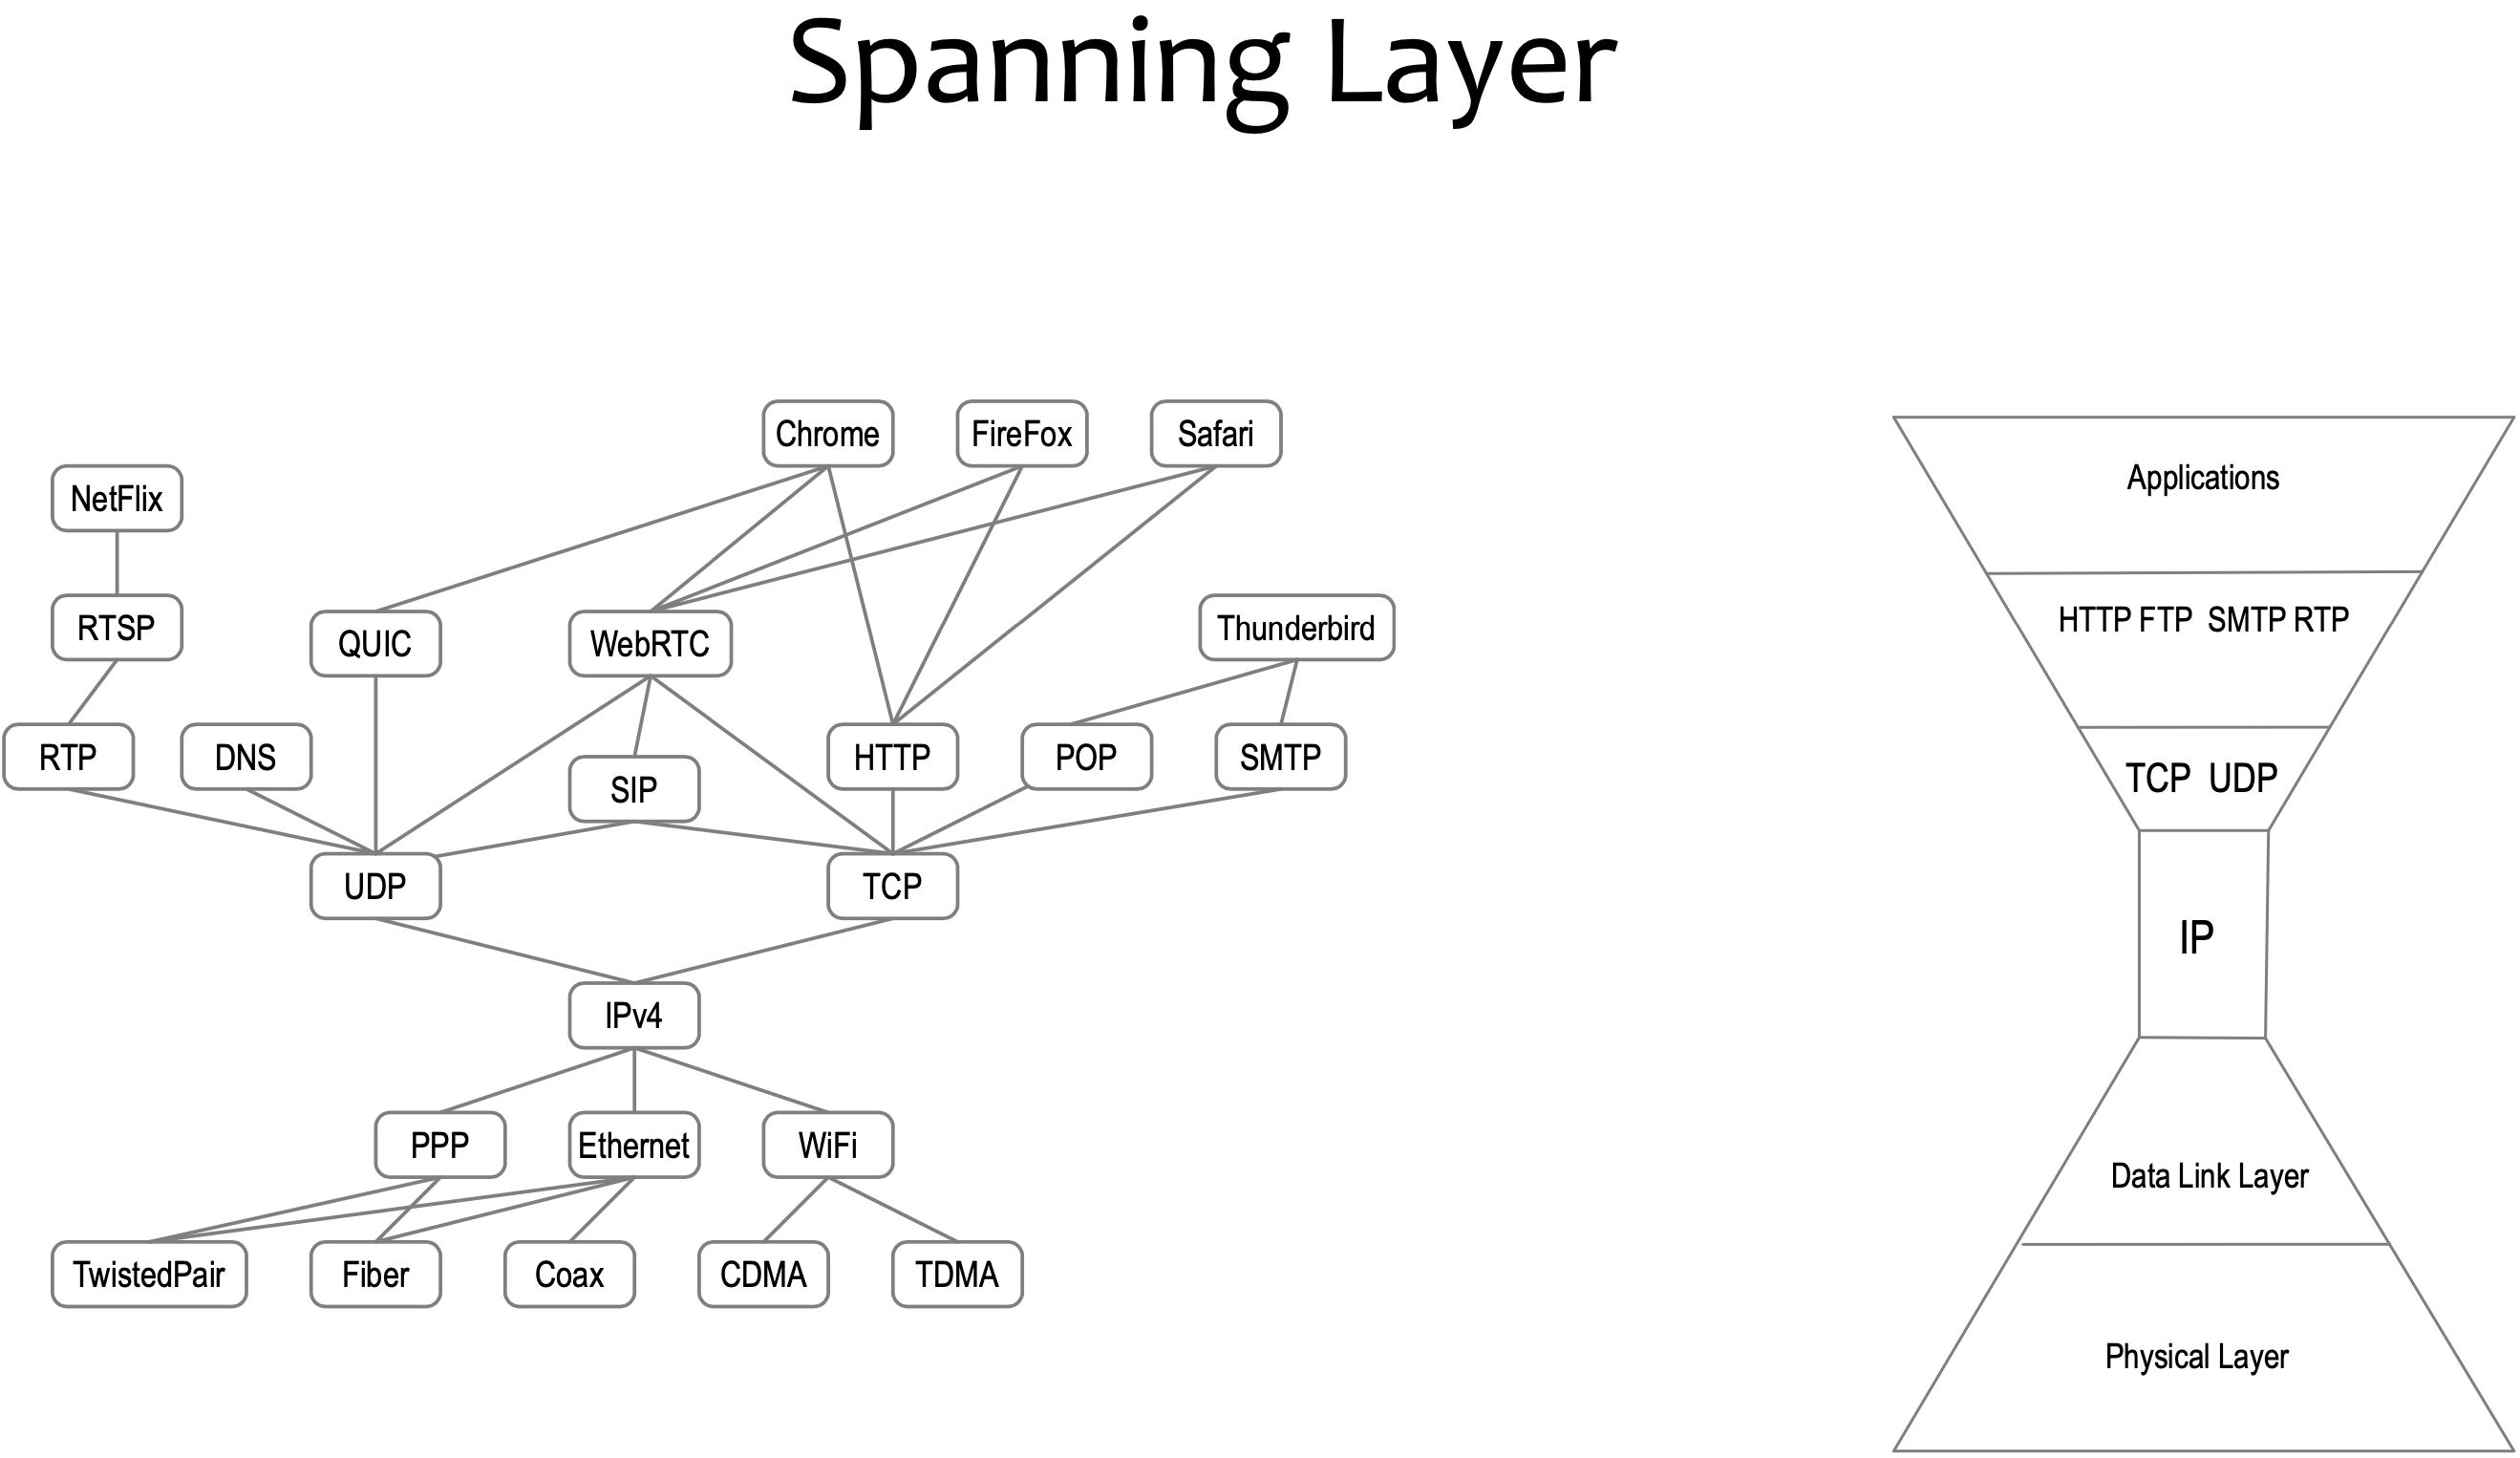 Spanning Layer
Chrome
FireFox
Safari
NetFlix
RTSP
QUIC
WebRTC
Thunderbird
RTP
DNS
SIP
HTTP
POP
SMTP
UDP
TCP
IPv4
PPP
Ethernet
WiFi
TwistedPair
Fiber
Coax
CDMA
TDMA
Applications
HTTP FTP SMTP RTP
TCP UDP
IP
Data Link Layer
Physical Layer